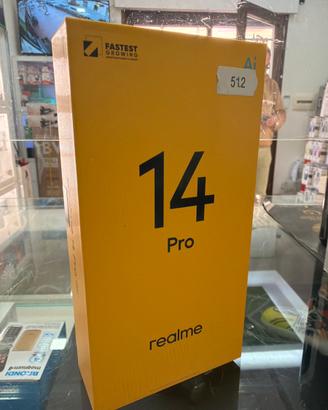 FASTEST
GROWING
Ai
512
14
Pro
realme